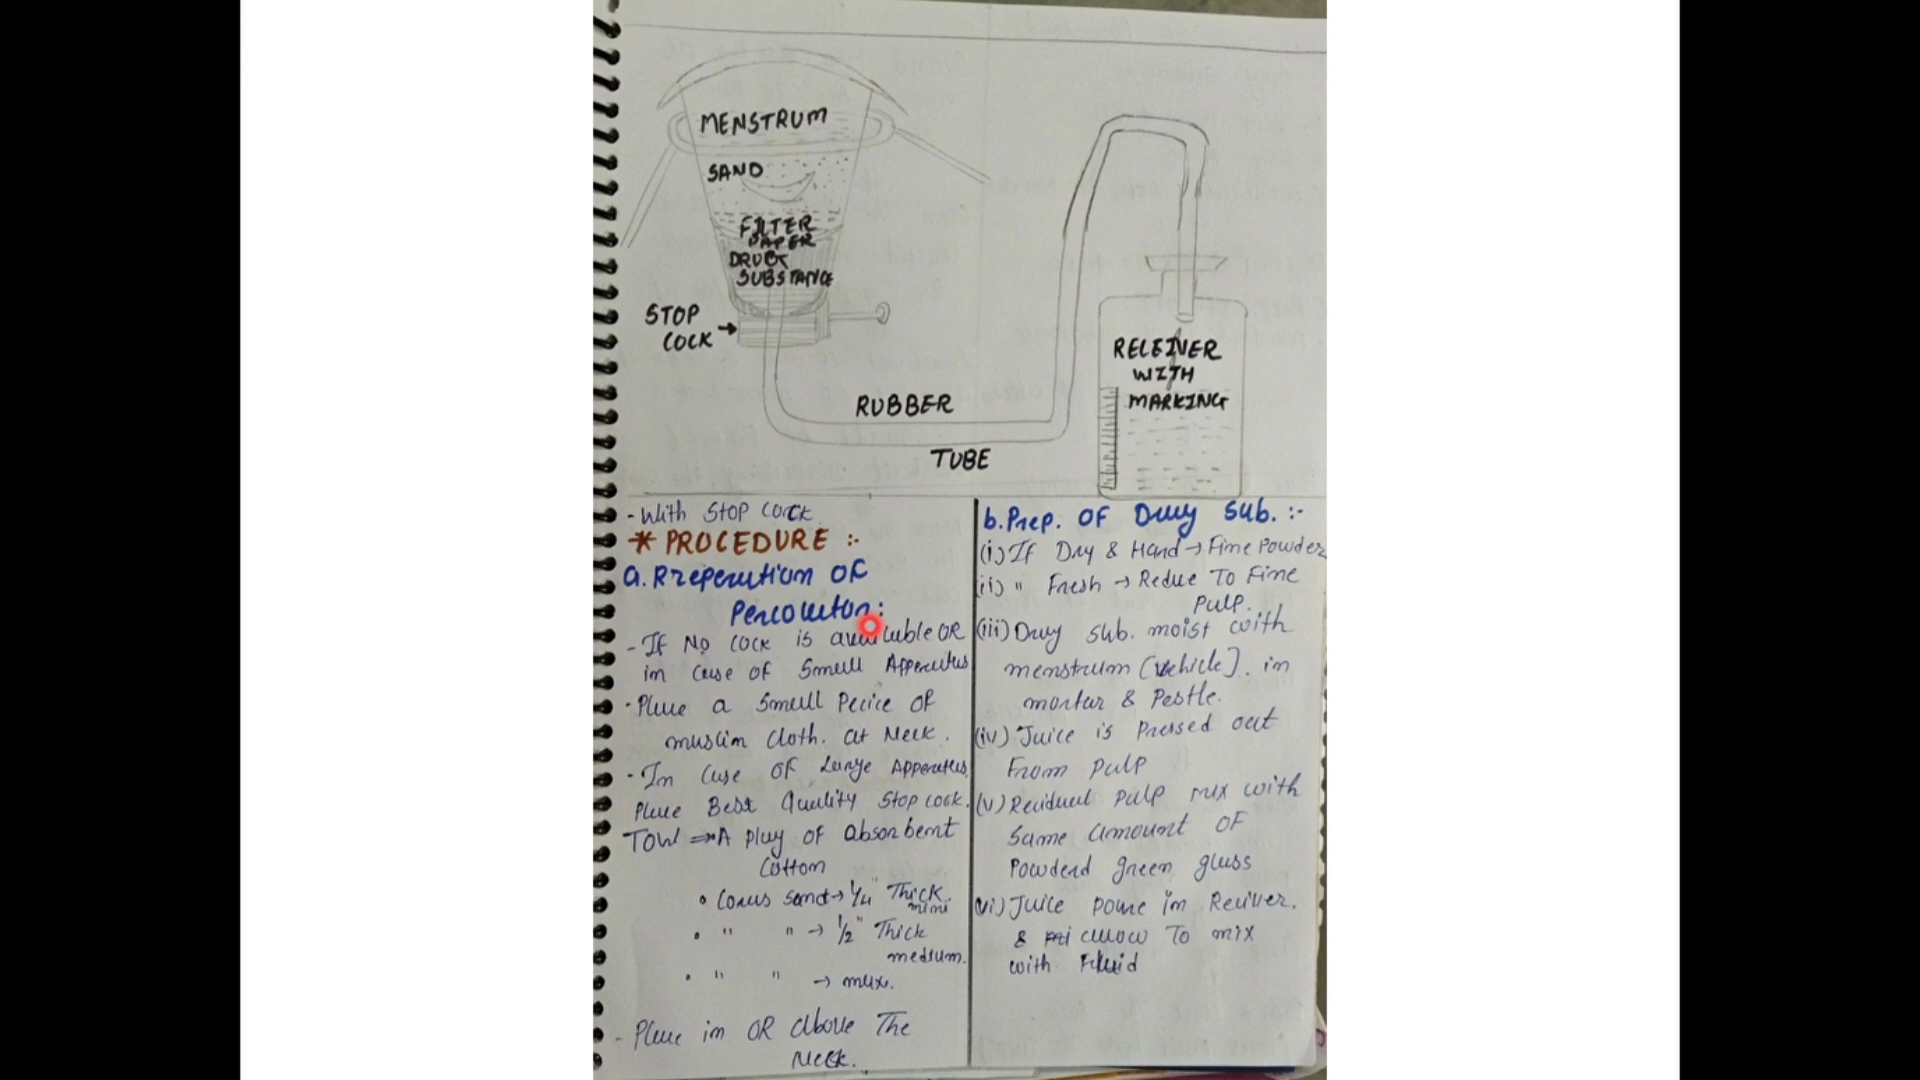 MENSTRUM
SAND
FILTER
PAPER
DRUG
SUBSTANCE
STOP
COCK →
RUBBER
TUBE
RECEIVER
WITH
MARKING
- With Stop cock
* PROCEDURE :-
a. Preperation OF
Percolator:
- If No cock is available OR
in case of Small Apperatus
· Place a Small Peice of
muslim cloth. at Neck.
· In Case OF Large Apperatus,
Place Best Quality Stop cock.
TOW ⇒ A plug of absorbent
Cotton
• Corus sand → 1/4" Thick
mini
• " " → 1/2" Thick
medium.
• " " → max.
- Place in OR above The
Neck.
b. Prep. OF Drug Sub. :-
(i) If Dry & Hard → Fine Powder
(ii) " Fresh → Reduce To Fine
Pulp.
(iii) Drug sub. moist with
menstrum (vehicle]. in
mortar & Pestle.
(iv) Juice is Pressed out
From pulp
(v) Recidual pulp mix with
Same amount OF
Powderd green glass
(vi) Juice poure in Reciver.
& allow To mix
with Fluid